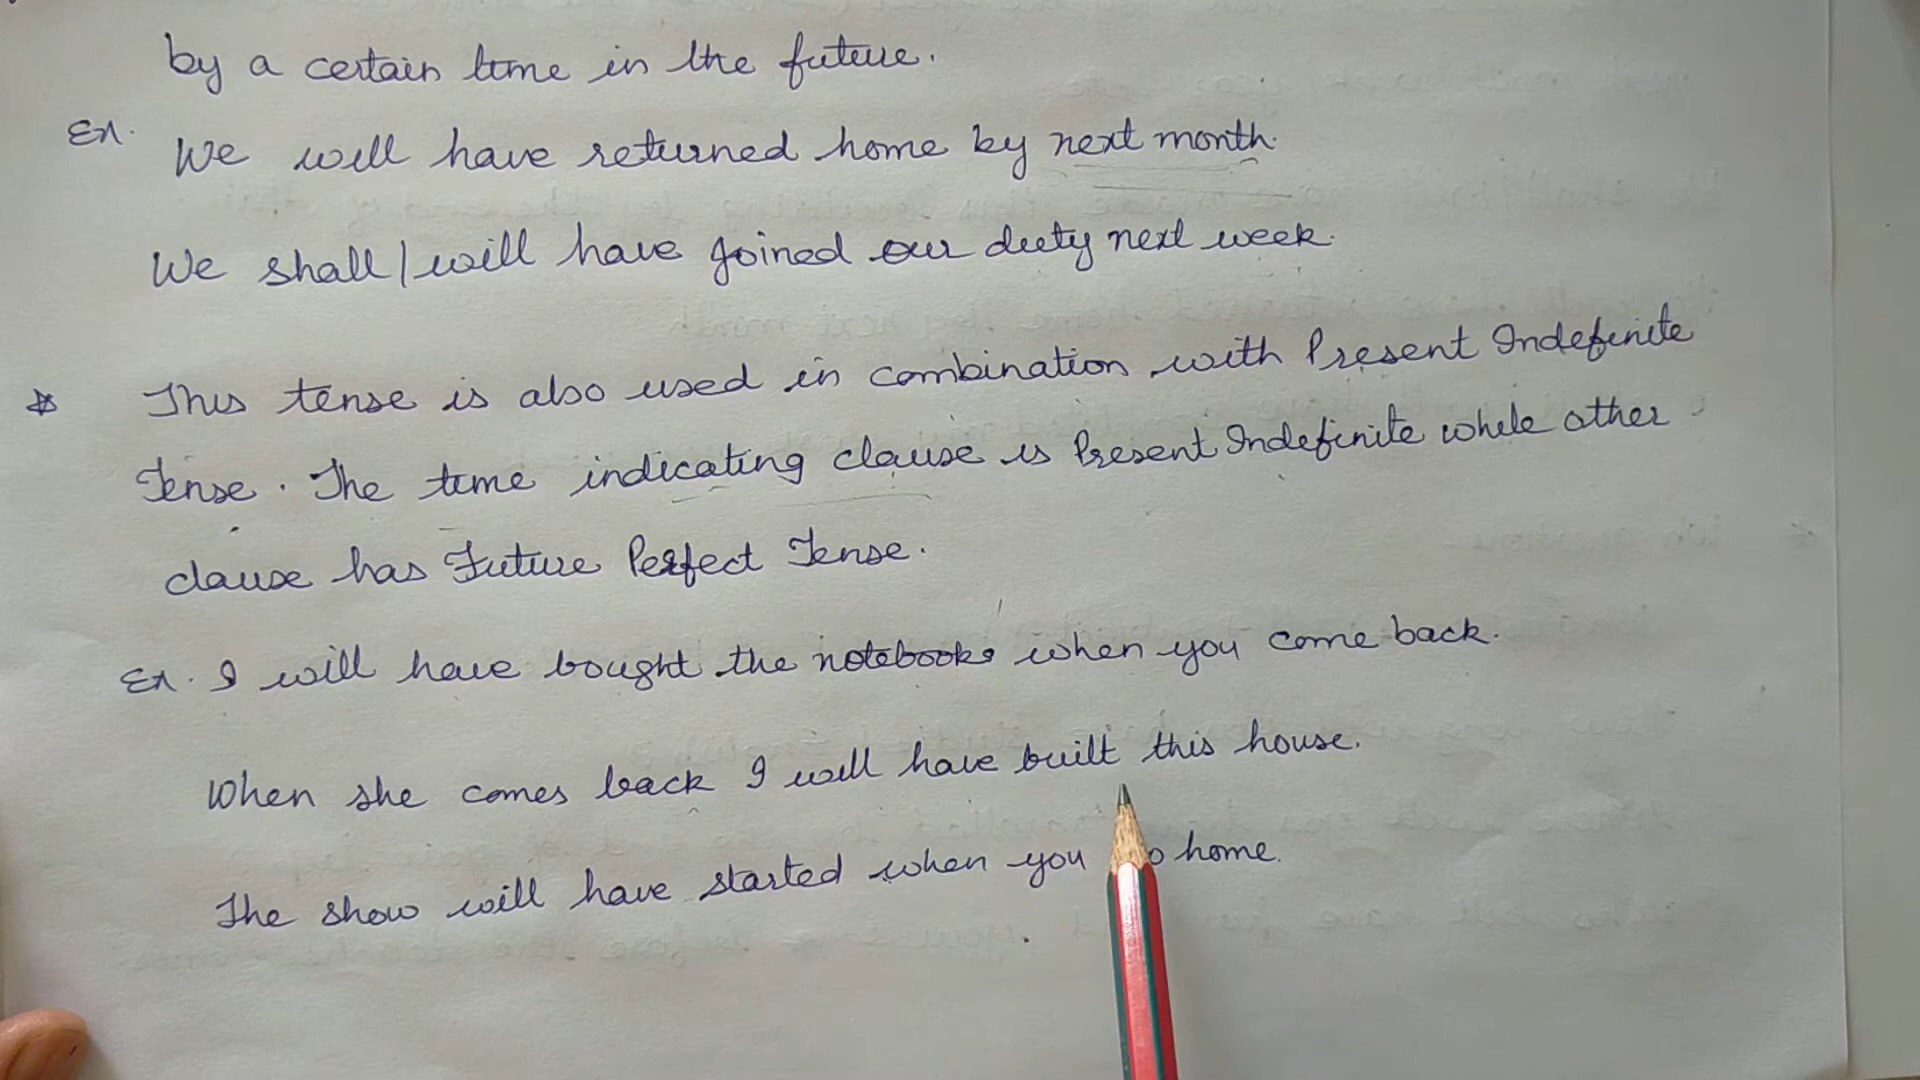 by a certain time in the future.
Ex. We will have returned home by next month.
We shall/will have joined our duty next week.
* This tense is also used in combination with Present Indefinite
Tense. The time indicating clause is Present Indefinite while other
clause has Future Perfect Tense.
Ex. I will have bought the notebooks when you come back.
When she comes back I will have built this house.
The show will have started when you home.